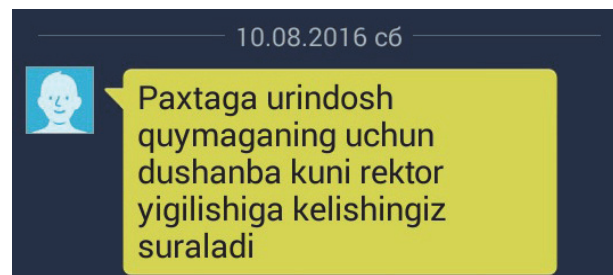 10.08.2016 сб
Paxtaga urindosh
quymaganing uchun
dushanba kuni rektor
yigilishiga kelishingiz
suraladi